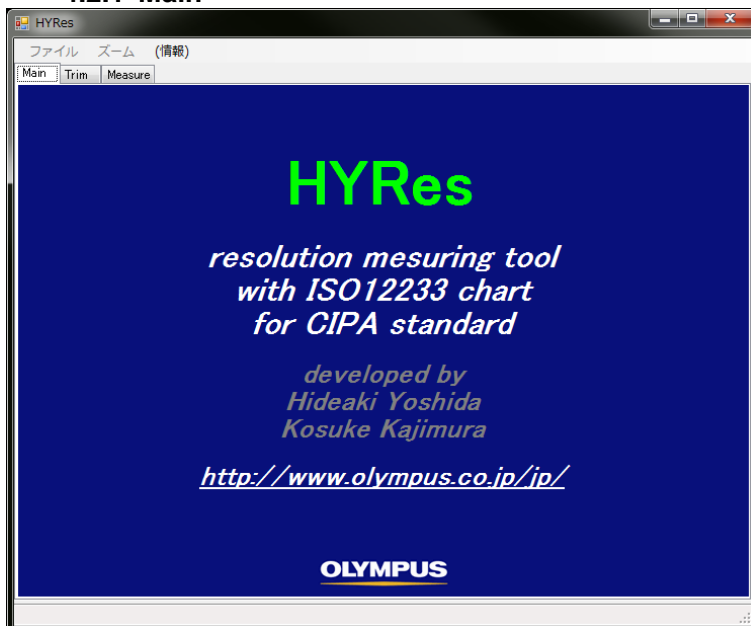 HYRes
ファイル ズーム (情報)
Main Trim Measure
HYRes
resolution mesuring tool
with ISO12233 chart
for CIPA standard
developed by
Hideaki Yoshida
Kosuke Kajimura
http://www.olympus.co.jp/jp/
OLYMPUS